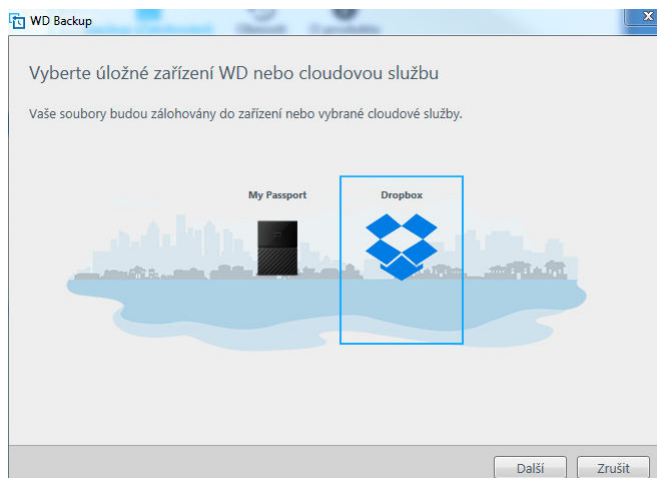 WD Backup
Vyberte úložné zařízení WD nebo cloudovou službu
Vaše soubory budou zálohovány do zařízení nebo vybrané cloudové služby.
My Passport
Dropbox
Další
Zrušit